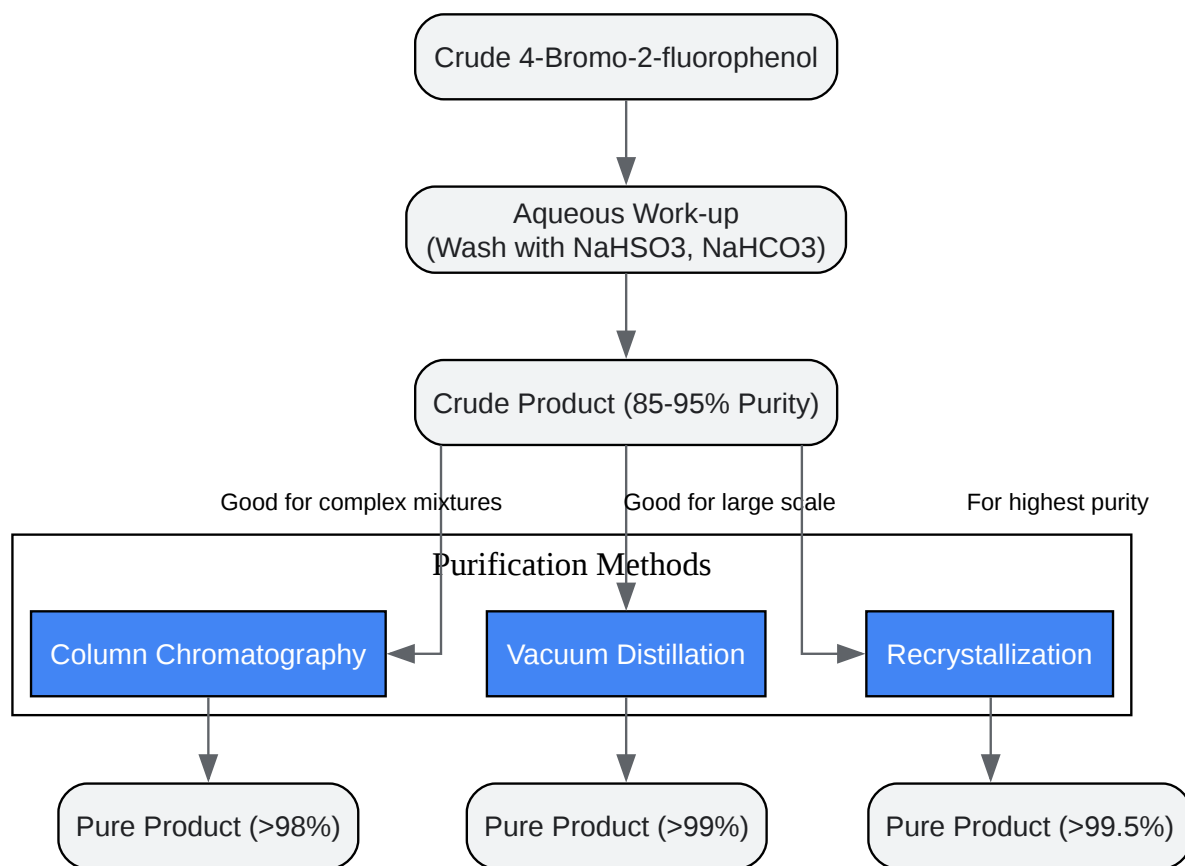 Crude 4-Bromo-2-fluorophenol
Aqueous Work-up
(Wash with NaHSO3, NaHCO3)
Crude Product (85-95% Purity)
Good for complex mixtures
Good for large scale
For highest purity
Purification Methods
Column Chromatography
Vacuum Distillation
Recrystallization
Pure Product (>98%)
Pure Product (>99%)
Pure Product (>99.5%)